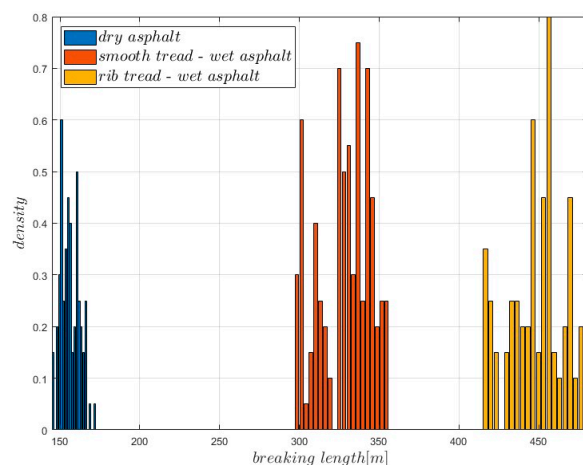 dry asphalt
smooth tread - wet asphalt
rib tread - wet asphalt
0.8
0.7
0.6
0.5
0.4
0.3
0.2
0.1
0
density
150 200 250 300 350 400 450
breaking length[m]